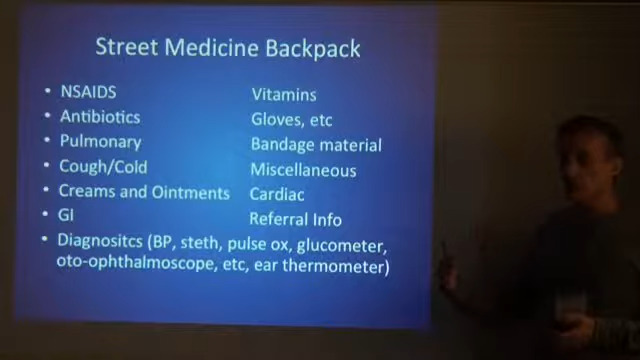 Street Medicine Backpack
• NSAIDS Vitamins
• Antibiotics Gloves, etc
• Pulmonary Bandage material
• Cough/Cold Miscellaneous
• Creams and Ointments Cardiac
• GI Referral Info
• Diagnositcs (BP, steth, pulse ox, glucometer,
oto-ophthalmoscope, etc, ear thermometer)